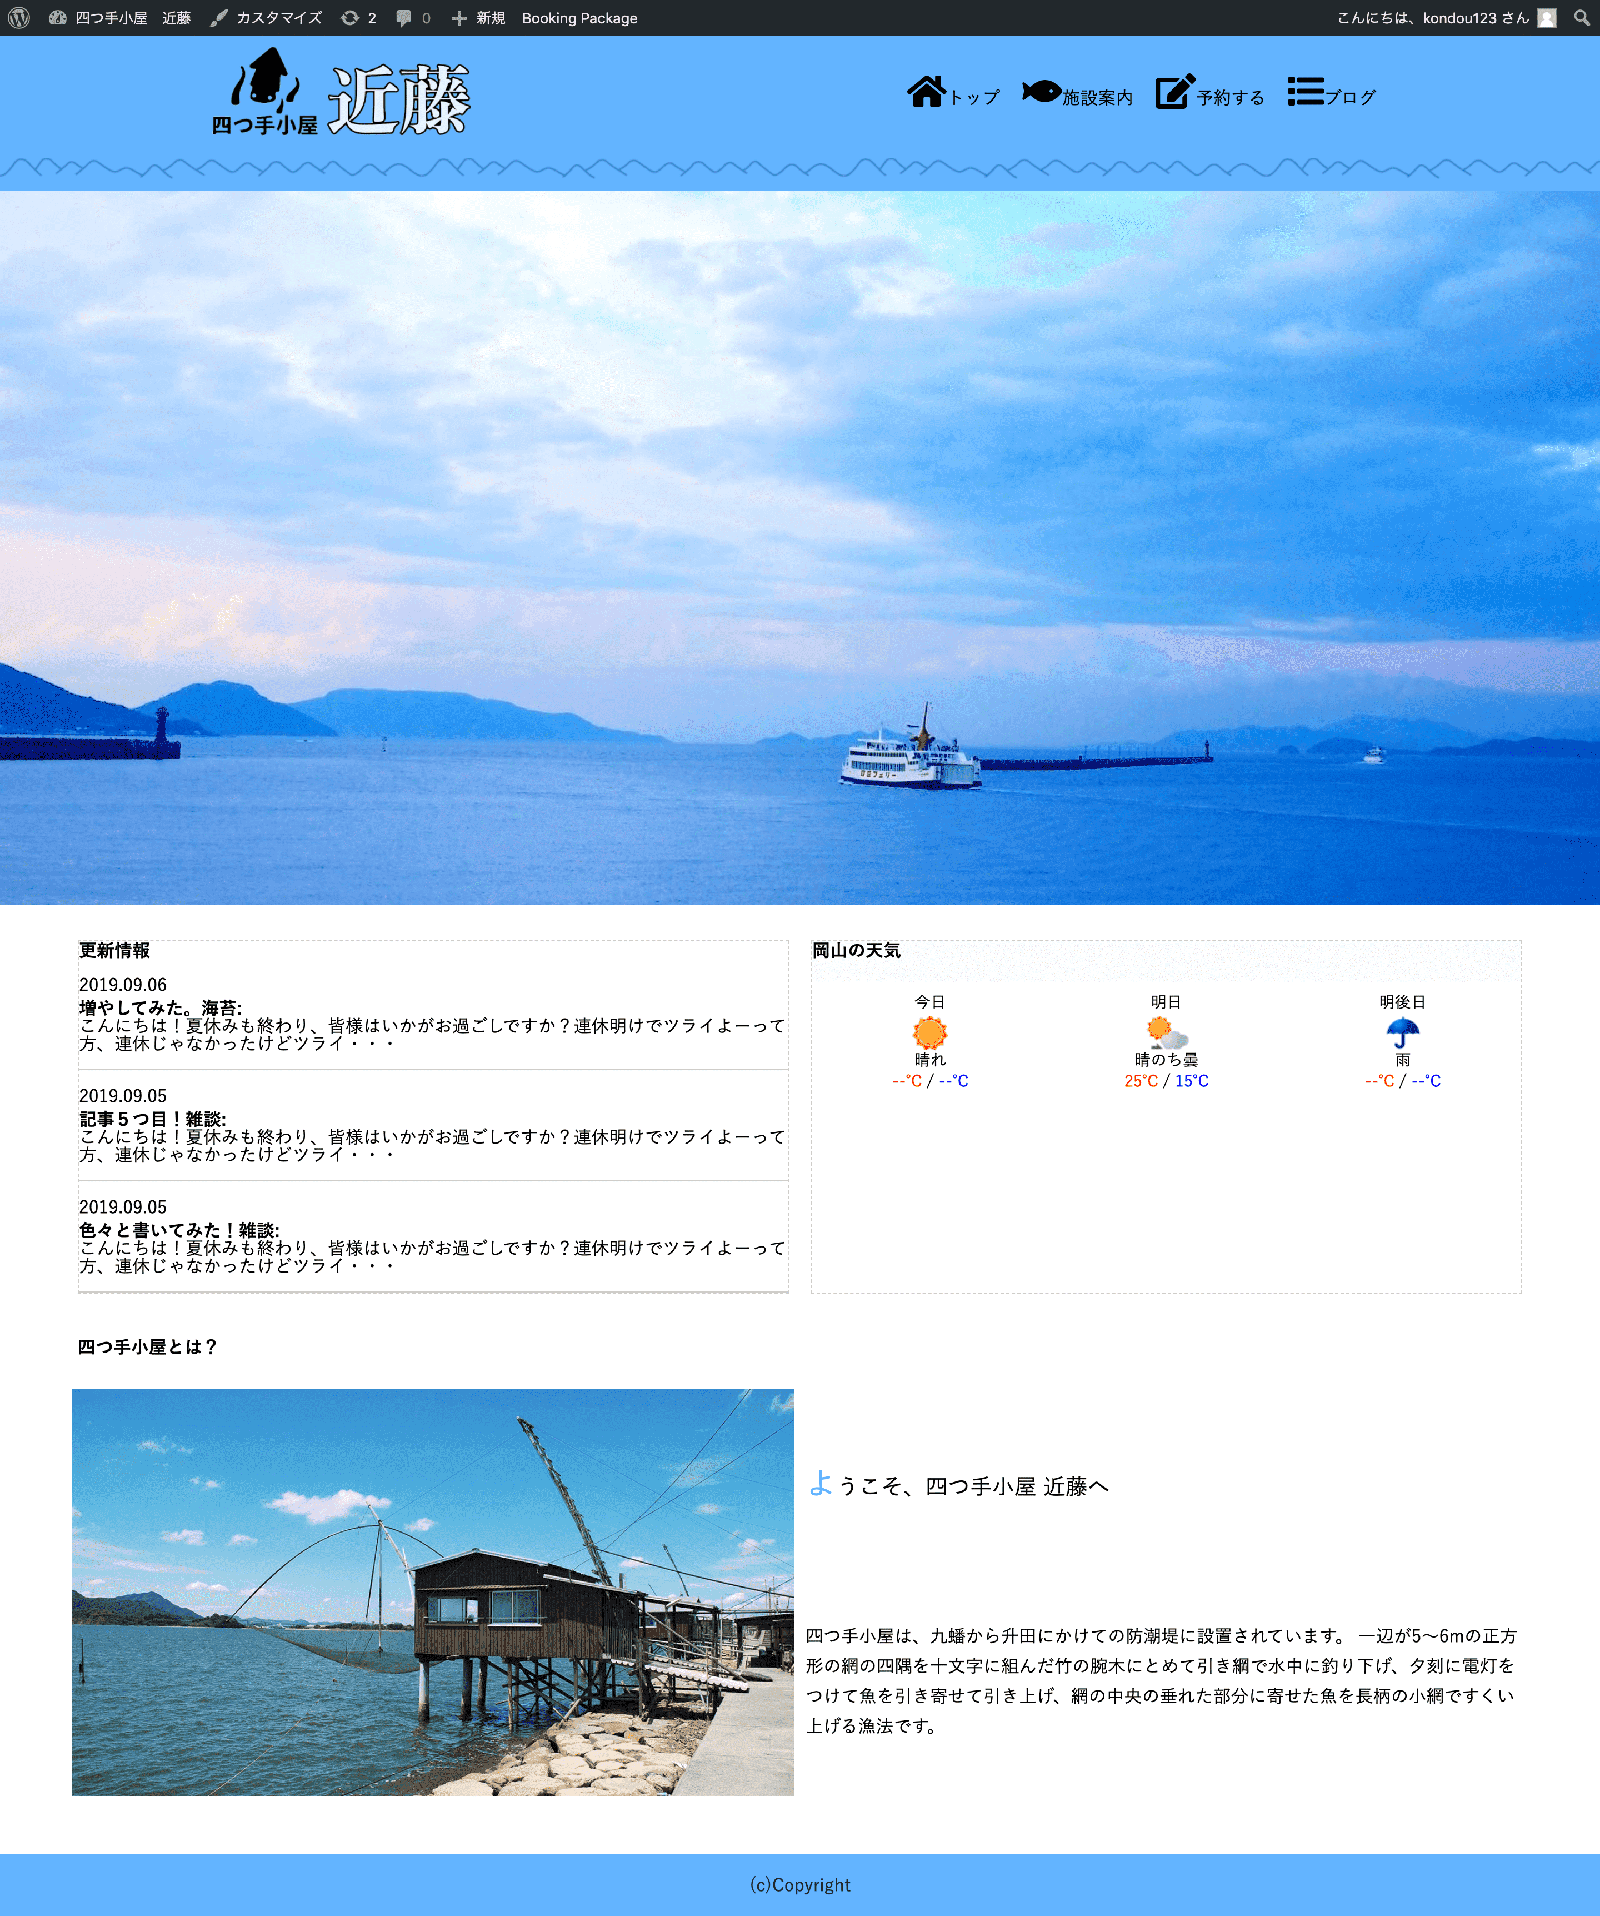 四つ手小屋　近藤 カスタマイズ 2 0 新規 Booking Package こんにちは、kondou123 さん
四つ手小屋 近藤
トップ 施設案内 予約する ブログ
更新情報
2019.09.06
増やしてみた。海苔:
こんにちは！夏休みも終わり、皆様はいかがお過ごしですか？連休明けでツライよーって
方、連休じゃなかったけどツライ・・・
2019.09.05
記事５つ目！雑談:
こんにちは！夏休みも終わり、皆様はいかがお過ごしですか？連休明けでツライよーって
方、連休じゃなかったけどツライ・・・
2019.09.05
色々と書いてみた！雑談:
こんにちは！夏休みも終わり、皆様はいかがお過ごしですか？連休明けでツライよーって
方、連休じゃなかったけどツライ・・・
岡山の天気
今日 明日 明後日
晴れ 晴のち曇 雨
--°C / --°C 25°C / 15°C --°C / --°C
四つ手小屋とは？
ようこそ、四つ手小屋 近藤へ
四つ手小屋は、九蟠から升田にかけての防潮堤に設置されています。 一辺が5〜6mの正方
形の網の四隅を十文字に組んだ竹の腕木にとめて引き綱で水中に釣り下げ、夕刻に電灯を
つけて魚を引き寄せて引き上げ、網の中央の垂れた部分に寄せた魚を長柄の小網ですくい
上げる漁法です。
(c)Copyright